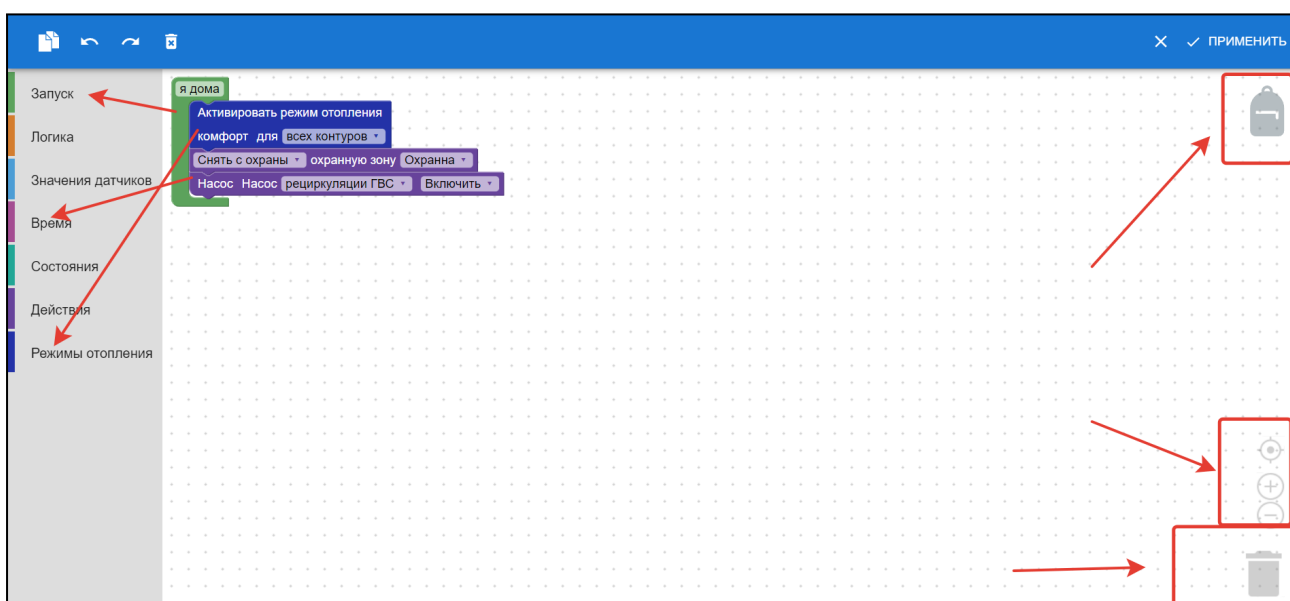 ПРИМЕНИТЬ
Запуск
Логика
Значения датчиков
Время
Состояния
Действия
Режимы отопления
я дома
Активировать режим отопления
комфорт для всех контуров
Снять с охраны охранную зону Охранна
Насос Насос рециркуляции ГВС Включить